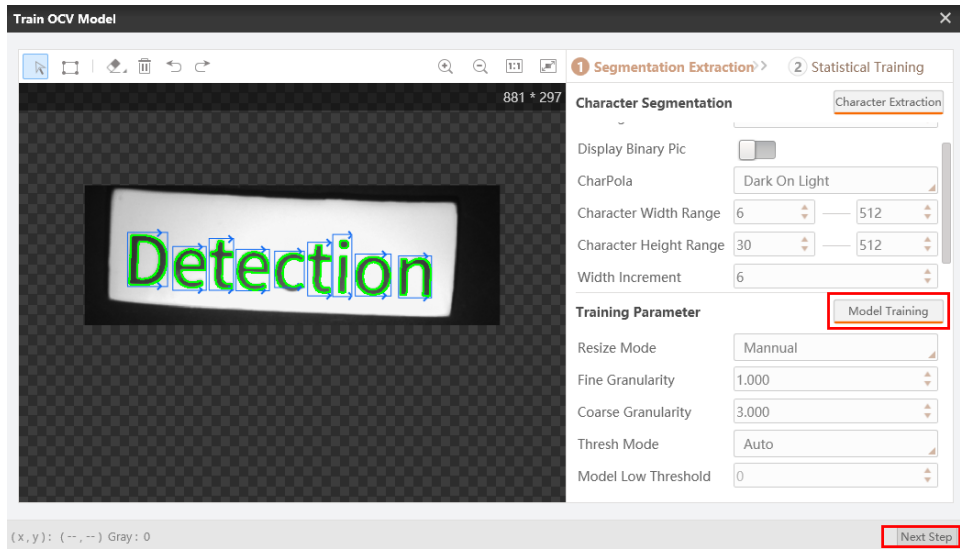 Train OCV Model
1:1
1 Segmentation Extraction>> 2 Statistical Training
881 * 297
Character Segmentation Character Extraction
Display Binary Pic
CharPola Dark On Light
Character Width Range 6 512
Character Height Range 30 512
Width Increment 6
Detection
Training Parameter Model Training
Resize Mode Mannual
Fine Granularity 1.000
Coarse Granularity 3.000
Thresh Mode Auto
Model Low Threshold 0
(x,y): (--,--) Gray: 0 Next Step